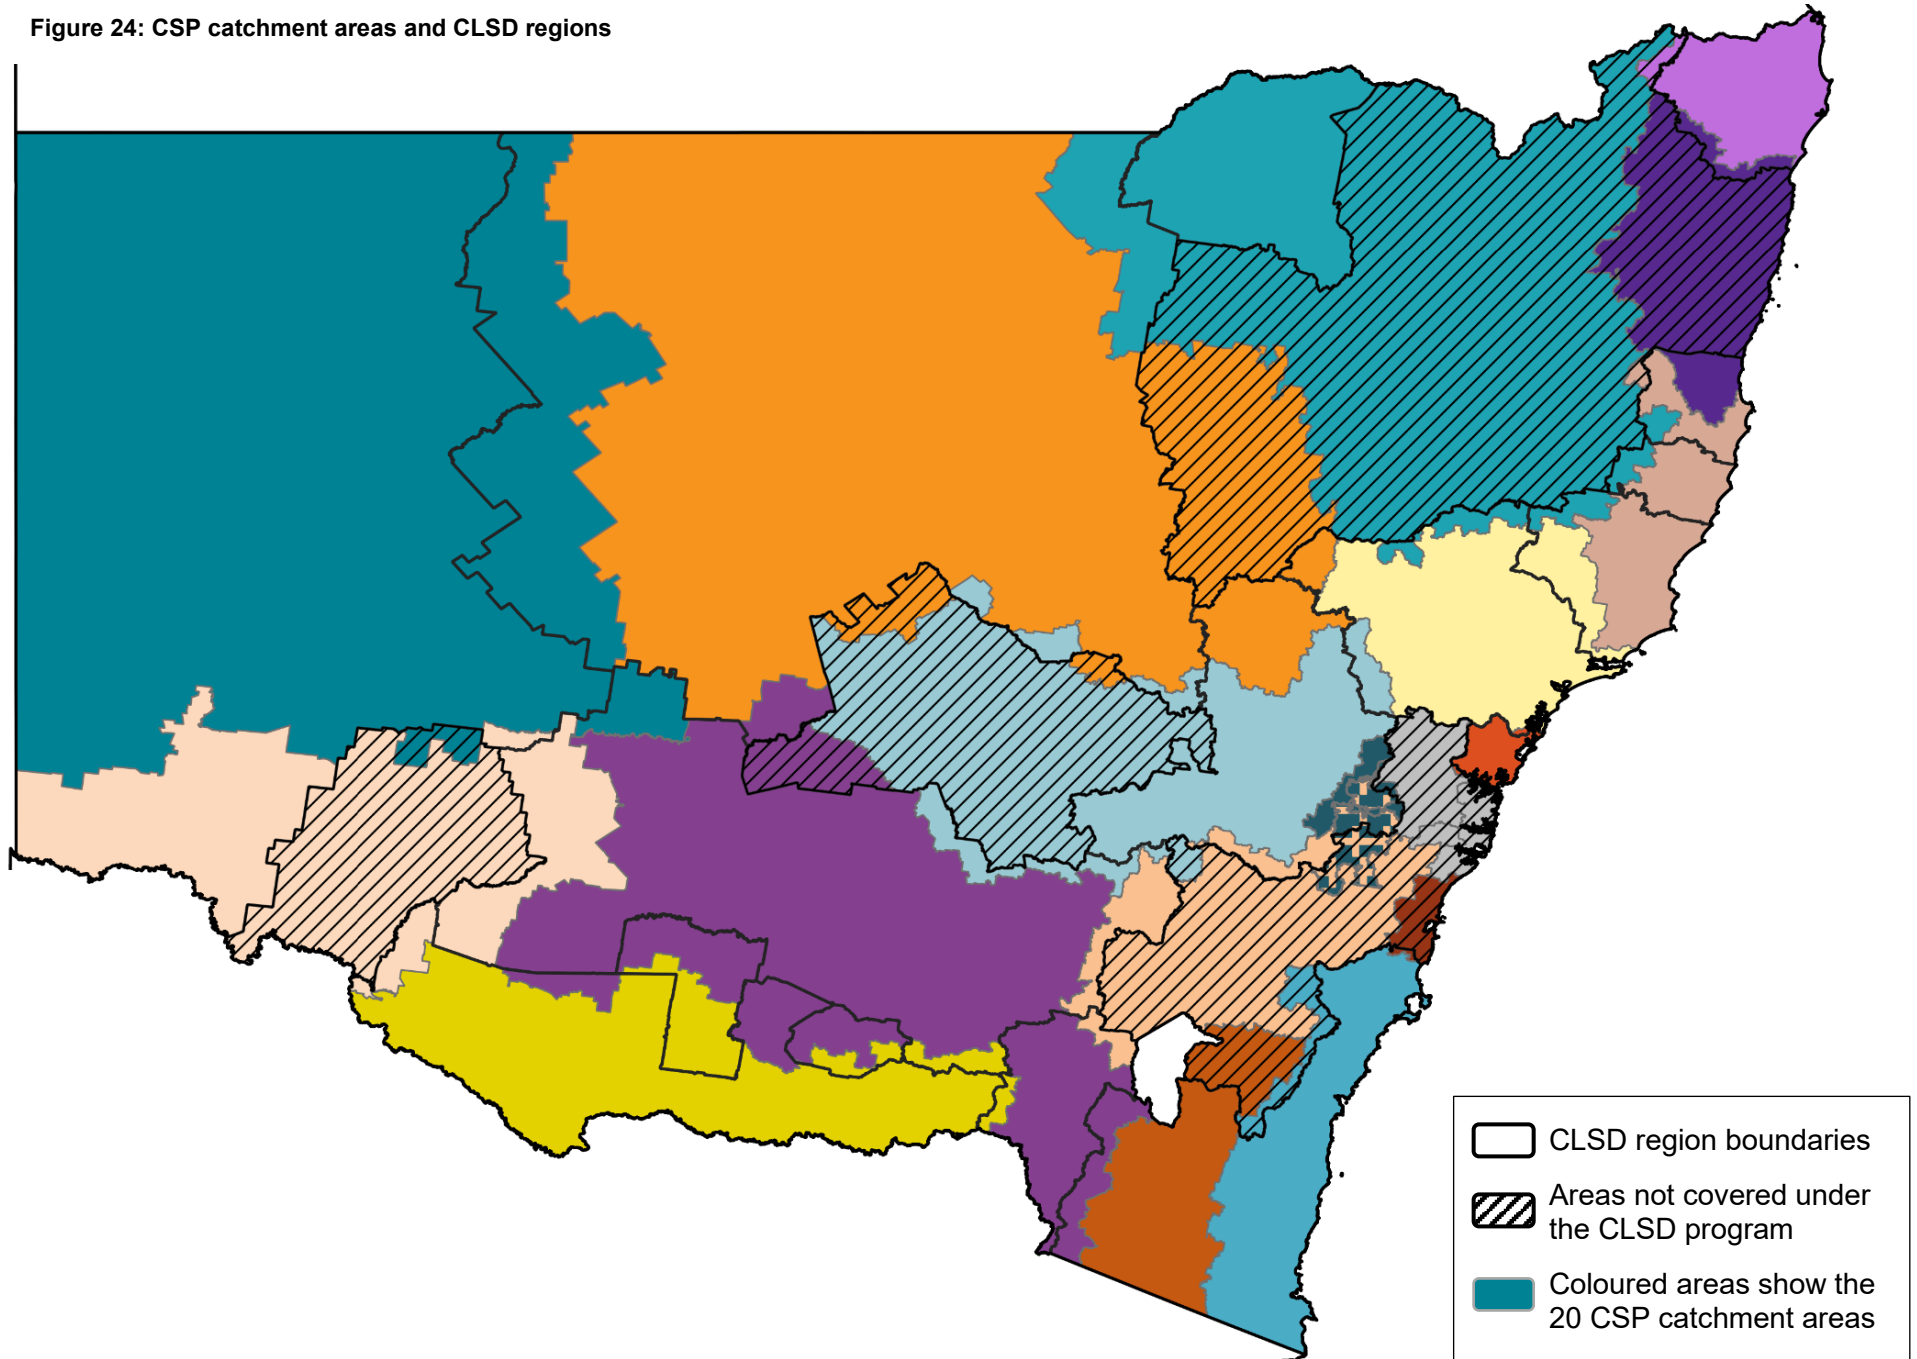 Figure 24: CSP catchment areas and CLSD regions
CLSD region boundaries
Areas not covered under
the CLSD program
Coloured areas show the
20 CSP catchment areas